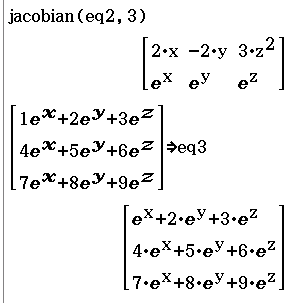 jacobian(eq2,3)
[2·x -2·y 3·z²
eˣ eʸ eᶻ]
[1eˣ+2eʸ+3eᶻ
4eˣ+5eʸ+6eᶻ
7eˣ+8eʸ+9eᶻ]⇒eq3
[eˣ+2·eʸ+3·eᶻ
4·eˣ+5·eʸ+6·eᶻ
7·eˣ+8·eʸ+9·eᶻ]